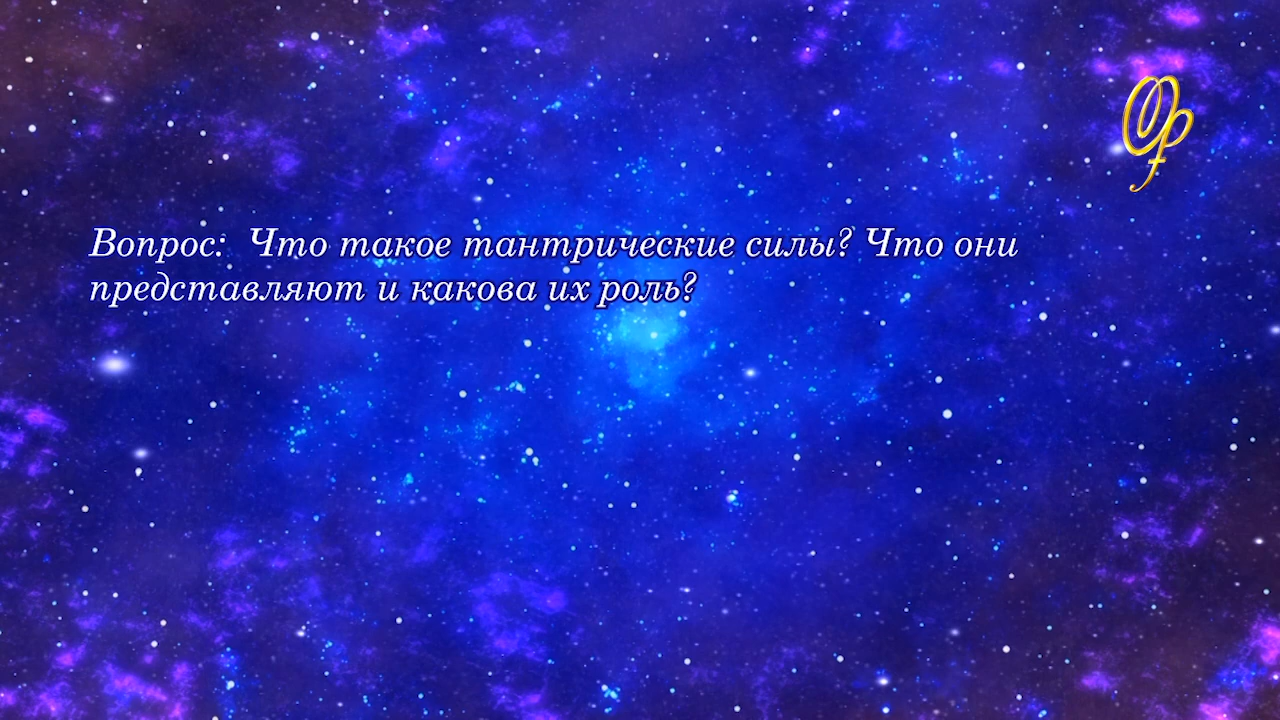 Вопрос:  Что такое тантрические силы? Что они
представляют и какова их роль?